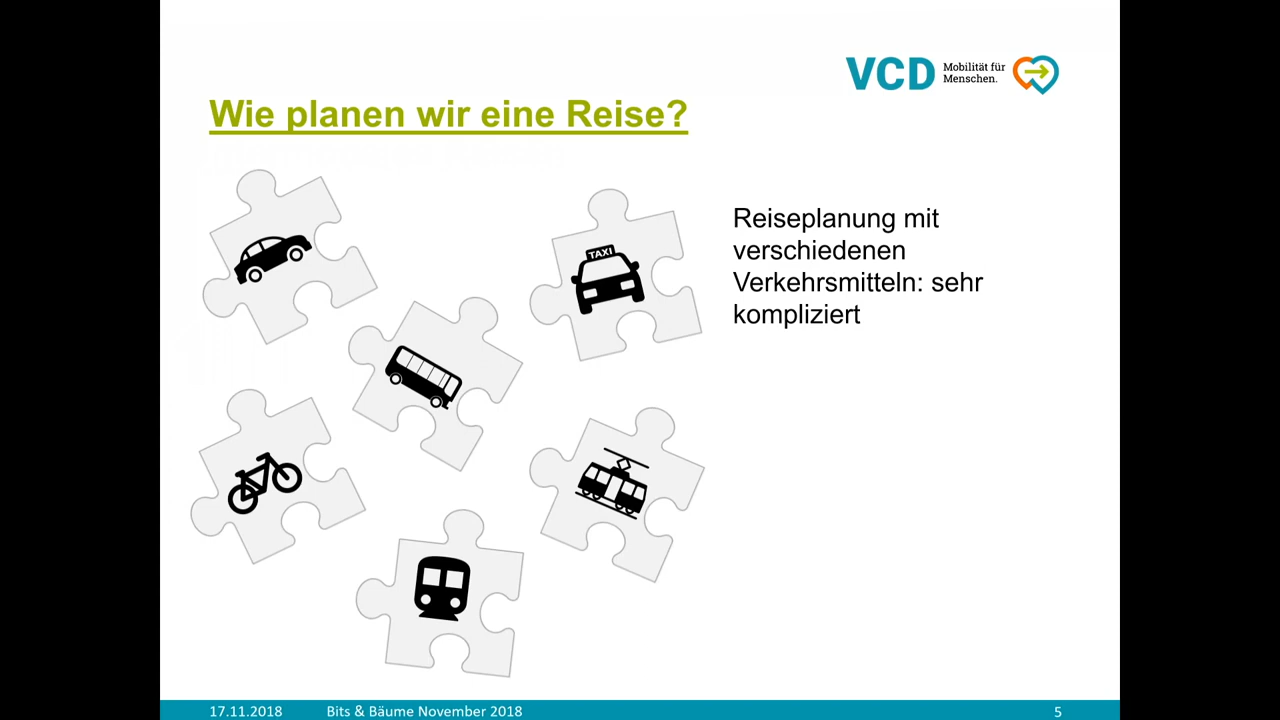 VCD Mobilität für
Menschen.
Wie planen wir eine Reise?
TAXI
Reiseplanung mit
verschiedenen
Verkehrsmitteln: sehr
kompliziert
17.11.2018 Bits & Bäume November 2018 5